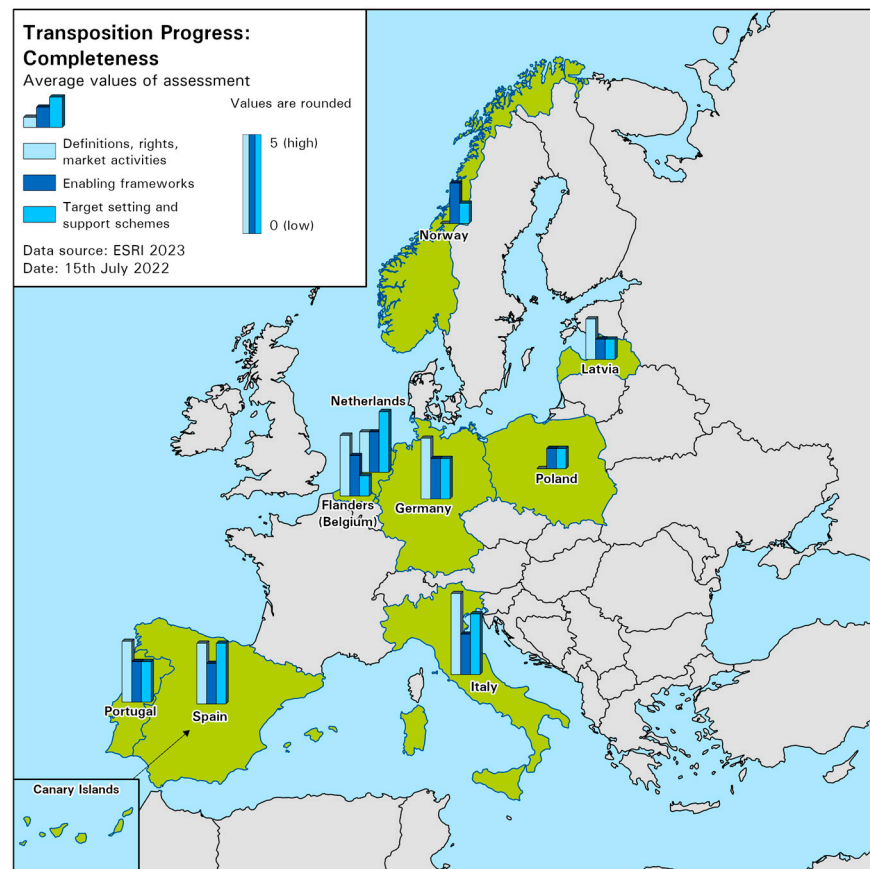 Transposition Progress:
Completeness
Average values of assessment
Values are rounded
Definitions, rights,
market activities
5 (high)
Enabling frameworks
Target setting and
support schemes
0 (low)
Data source: ESRI 2023
Date: 15th July 2022
Norway
Latvia
Netherlands
Poland
Flanders
(Belgium)
Germany
Italy
Portugal
Spain
Canary Islands